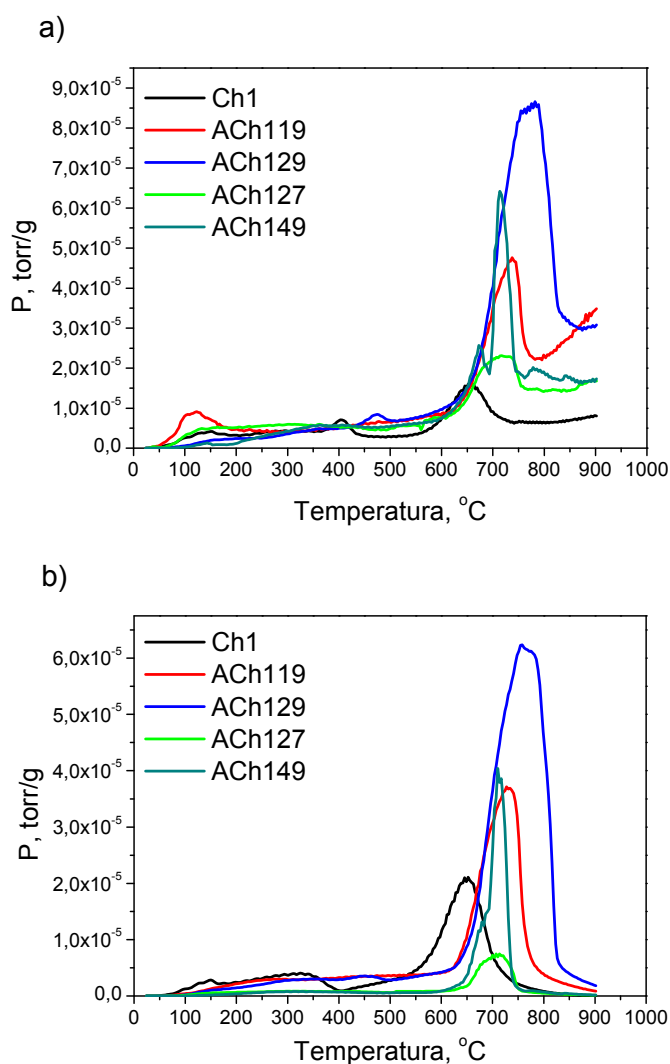 a)
9,0x10-5
8,0x10-5
7,0x10-5
6,0x10-5
5,0x10-5
4,0x10-5
3,0x10-5
2,0x10-5
1,0x10-5
0,0
P, torr/g
Ch1
ACh119
ACh129
ACh127
ACh149
0 100 200 300 400 500 600 700 800 900 1000
Temperatura, oC
b)
6,0x10-5
5,0x10-5
4,0x10-5
3,0x10-5
2,0x10-5
1,0x10-5
0,0
P, torr/g
Ch1
ACh119
ACh129
ACh127
ACh149
0 100 200 300 400 500 600 700 800 900 1000
Temperatura, oC